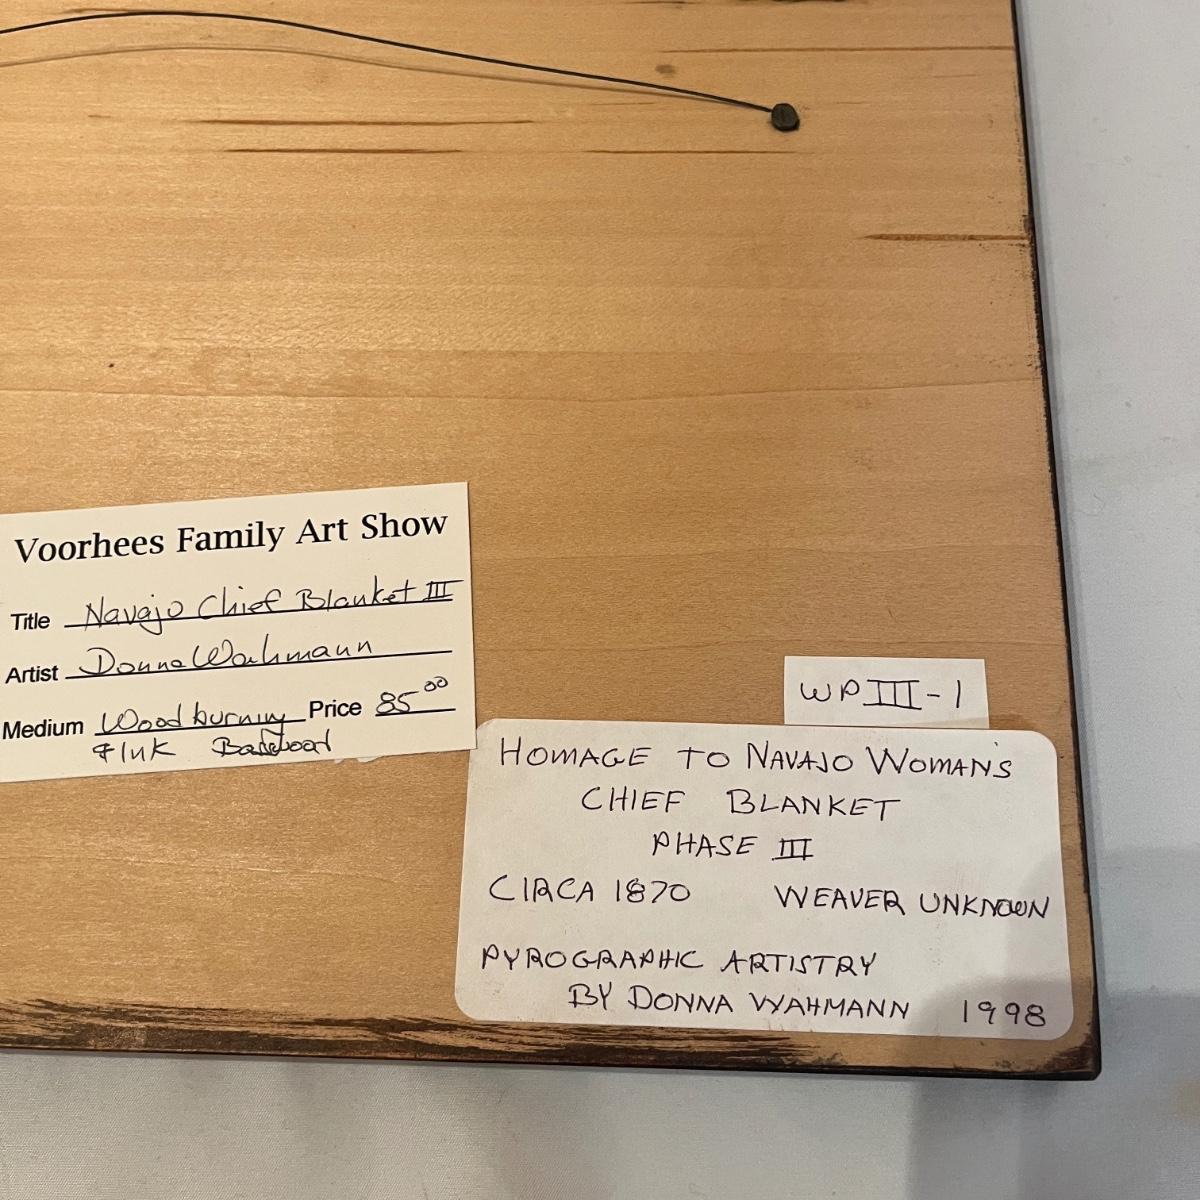 Voorhees Family Art Show
Title Navajo Chief Blanket III
Artist Donna Wahmann
Medium Woodburning Price 85.00
& Ink Basswood
WP III-1
HOMAGE TO NAVAJO WOMAN'S
CHIEF BLANKET
PHASE III
CIRCA 1870 WEAVER UNKNOWN
PYROGRAPHIC ARTISTRY
BY DONNA WAHMANN 1998